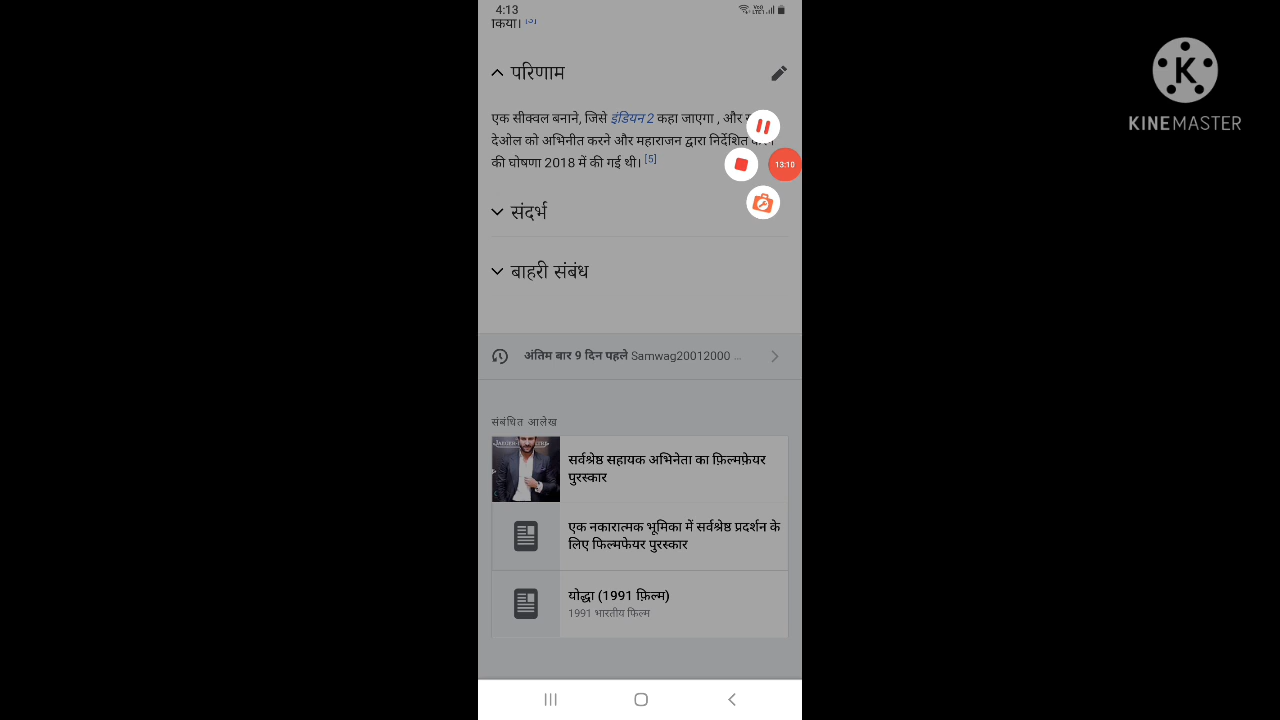 4:13
किया। [3]
परिणाम
एक सीक्वल बनाने, जिसे इंडियन 2 कहा जाएगा , और
देओल को अभिनीत करने और महाराजन द्वारा निर्देशित
की घोषणा 2018 में की गई थी। [5]
13:10
संदर्भ
बाहरी संबंध
अंतिम बार 9 दिन पहले Samwag20012000 ...
संबंधित आलेख
सर्वश्रेष्ठ सहायक अभिनेता का फ़िल्मफ़ेयर
पुरस्कार
एक नकारात्मक भूमिका में सर्वश्रेष्ठ प्रदर्शन के
लिए फिल्मफेयर पुरस्कार
योद्धा (1991 फ़िल्म)
1991 भारतीय फिल्म
K
KINEMASTER